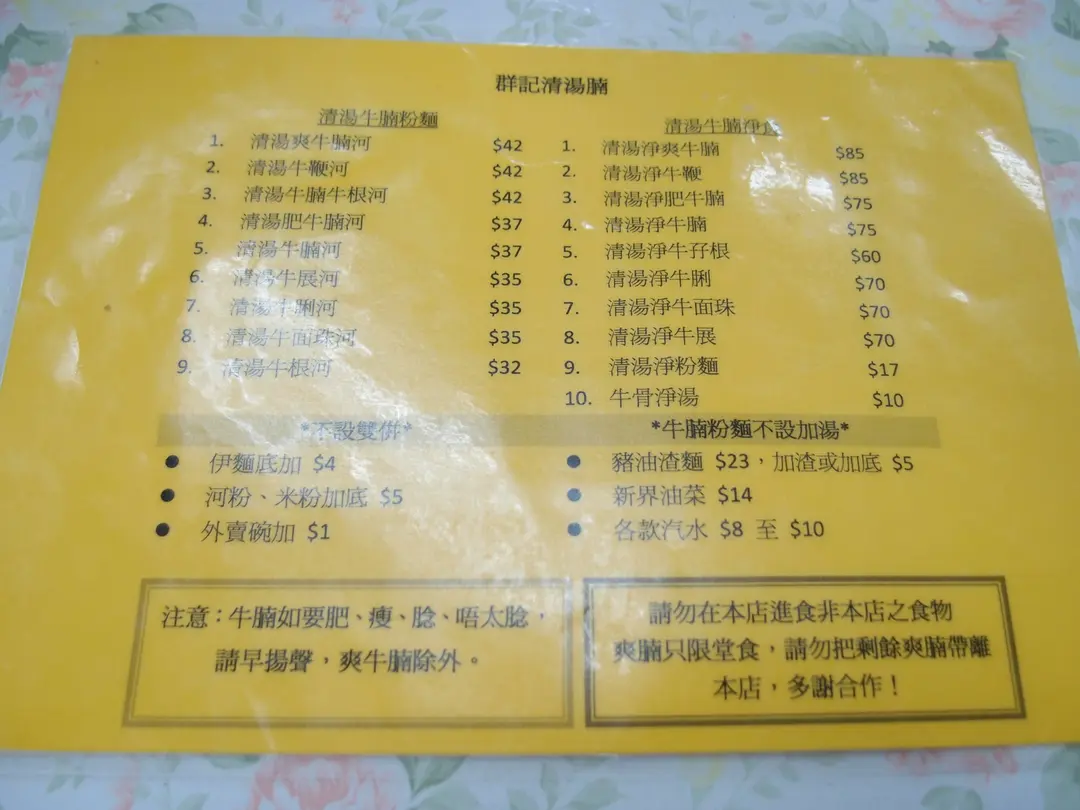 群記清湯腩
清湯牛腩粉麵
1. 清湯爽牛腩河 $42
2. 清湯牛鞭河 $42
3. 清湯牛腩牛根河 $42
4. 清湯肥牛腩河 $37
5. 清湯牛腩河 $37
6. 清湯牛展河 $35
7. 清湯牛脷河 $35
8. 清湯牛面珠河 $35
9. 清湯牛根河 $32
清湯牛腩淨食
1. 清湯淨爽牛腩 $85
2. 清湯淨牛鞭 $85
3. 清湯淨肥牛腩 $75
4. 清湯淨牛腩 $75
5. 清湯淨牛孖根 $60
6. 清湯淨牛脷 $70
7. 清湯淨牛面珠 $70
8. 清湯淨牛展 $70
9. 清湯淨粉麵 $17
10. 牛骨淨湯 $10
*不設雙併*
● 伊麵底加 $4
● 河粉、米粉加底 $5
● 外賣碗加 $1
*牛腩粉麵不設加湯*
● 豬油渣麵 $23，加渣或加底 $5
● 新界油菜 $14
● 各款汽水 $8 至 $10
注意：牛腩如要肥、瘦、腍、唔太腍，
請早揚聲，爽牛腩除外。
請勿在本店進食非本店之食物
爽腩只限堂食，請勿把剩餘爽腩帶離
本店，多謝合作！